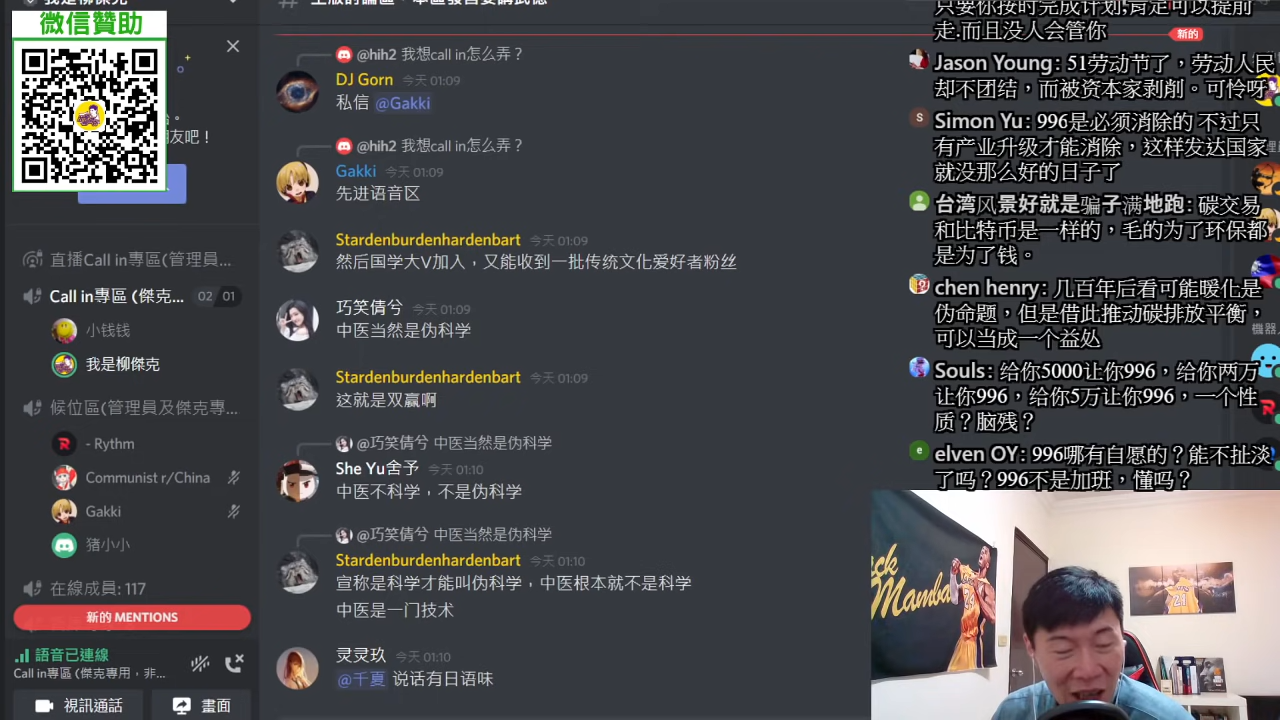 微信贊助
友吧！
直播Call in專區(管理員...
Call in專區 (傑克... 02 01
小钱钱
我是柳傑克
候位區(管理員及傑克專...
- Rythm
Communist r/China
Gakki
猪小小
在線成員: 117
新的 MENTIONS
語音已連線
Call in專區 (傑克專用，非...
視訊通話
畫面
新的
@hih2 我想call in怎么弄？
DJ Gorn 今天 01:09
私信 @Gakki
@hih2 我想call in怎么弄？
Gakki 今天 01:09
先进语音区
Stardenburdenhardenbart 今天 01:09
然后国学大V加入，又能收到一批传统文化爱好者粉丝
巧笑倩兮 今天 01:09
中医当然是伪科学
Stardenburdenhardenbart 今天 01:09
这就是双赢啊
@巧笑倩兮 中医当然是伪科学
She Yu舍予 今天 01:10
中医不科学，不是伪科学
@巧笑倩兮 中医当然是伪科学
Stardenburdenhardenbart 今天 01:10
宣称是科学才能叫伪科学，中医根本就不是科学
中医是一门技术
灵灵玖 今天 01:10
@千夏 说话有日语味
只要你按时完成计划,肯定可以提前
走.而且没人会管你
Jason Young: 51劳动节了，劳动人民
却不团结，而被资本家剥削。可怜呀
Simon Yu: 996是必须消除的 不过只
有产业升级才能消除，这样发达国家
就没那么好的日子了
台湾风景好就是骗子满地跑: 碳交易
和比特币是一样的，毛的为了环保都
是为了钱。
chen henry: 几百年后看可能暖化是
伪命题，但是借此推动碳排放平衡，
可以当成一个益处
Souls: 给你5000让你996，给你两万
让你996，给你5万让你996，一个性
质？脑残？
elven OY: 996哪有自愿的？能不扯淡
了吗？996不是加班，懂吗？
機器
Mamba
24